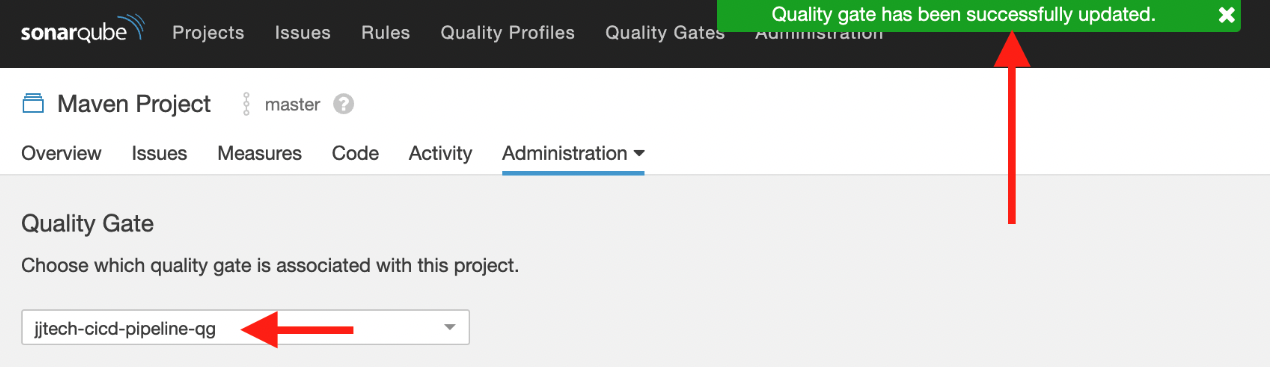 Quality gate has been successfully updated.
sonarqube Projects Issues Rules Quality Profiles Quality Gates Administration
Maven Project master ?
Overview Issues Measures Code Activity Administration
Quality Gate
Choose which quality gate is associated with this project.
jjtech-cicd-pipeline-qg